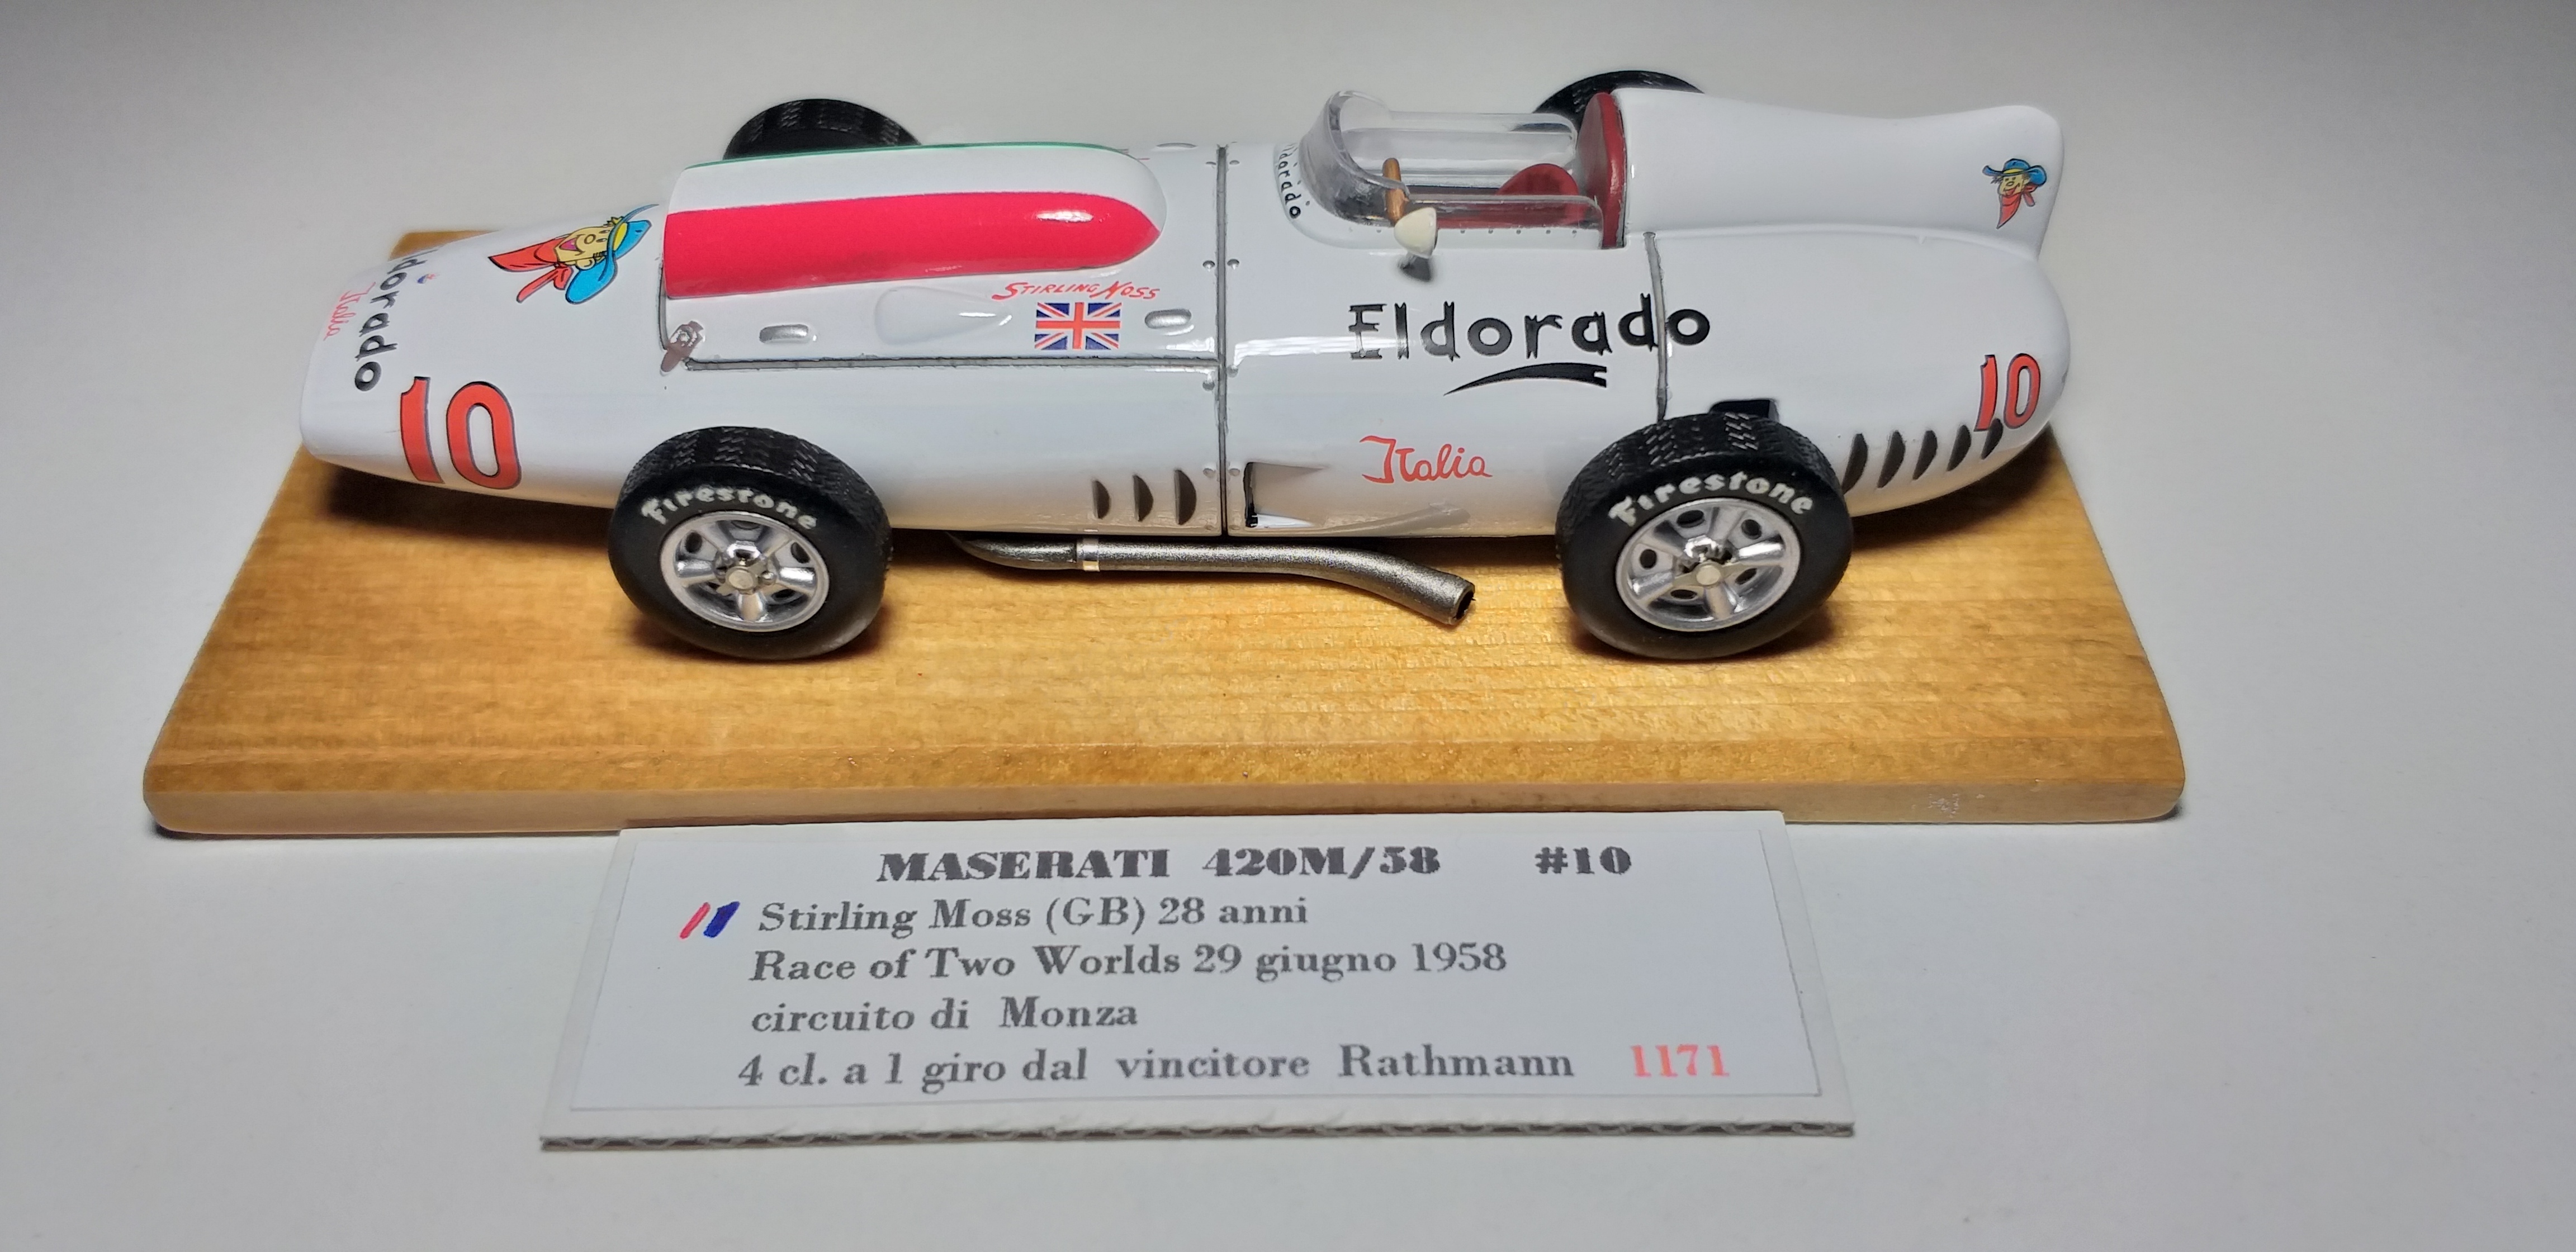 Eldorado
Italia
10
STIRLING MOSS
Eldorado
Eldorado
Italia
10
Firestone
Firestone
MASERATI 420M/58 #10
Stirling Moss (GB) 28 anni
Race of Two Worlds 29 giugno 1958
circuito di Monza
4 cl. a 1 giro dal vincitore Rathmann 1171